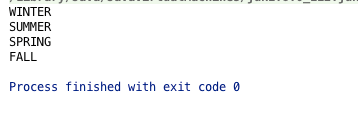 WINTER
SUMMER
SPRING
FALL
Process finished with exit code 0